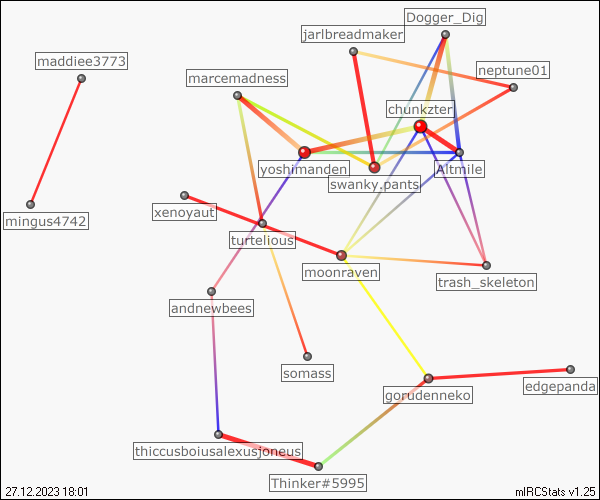 Dogger_Dig
jarlbreadmaker
maddiee3773
neptune01
marcemadness
chunkzter
yoshimanden
Altmile
swanky.pants
xenoyaut
mingus4742
turtelious
moonraven
trash_skeleton
andnewbees
somass
edgepanda
gorudenneko
thiccusboiusalexusjoneus
Thinker#5995
27.12.2023 18:01
mIRCStats v1.25